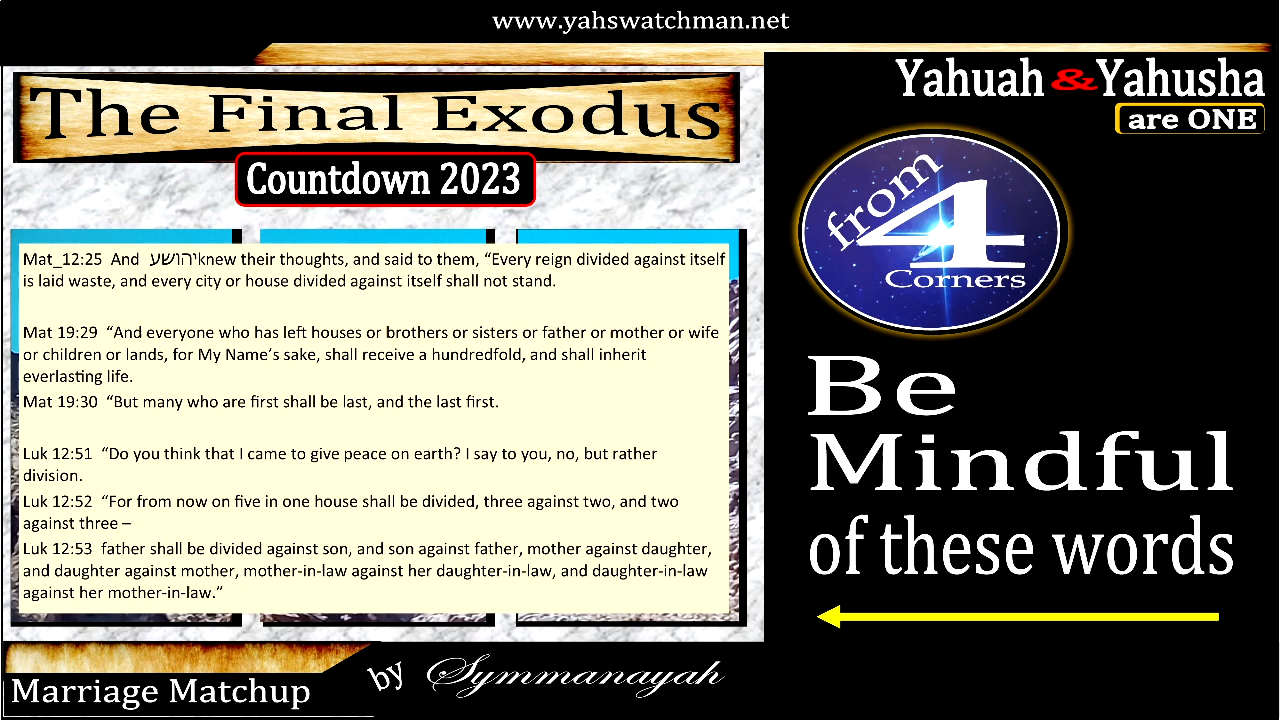 www.yahswatchman.net
The Final Exodus
Countdown 2023
Mat_12:25 And יהושע knew their thoughts, and said to them, “Every reign divided against itself
is laid waste, and every city or house divided against itself shall not stand.
Mat 19:29 “And everyone who has left houses or brothers or sisters or father or mother or wife
or children or lands, for My Name’s sake, shall receive a hundredfold, and shall inherit
everlasting life.
Mat 19:30 “But many who are first shall be last, and the last first.
Luk 12:51 “Do you think that I came to give peace on earth? I say to you, no, but rather
division.
Luk 12:52 “For from now on five in one house shall be divided, three against two, and two
against three –
Luk 12:53 father shall be divided against son, and son against father, mother against daughter,
and daughter against mother, mother-in-law against her daughter-in-law, and daughter-in-law
against her mother-in-law.”
Yahuah & Yahusha
are ONE
from
4
Corners
Be
Mindful
of these words
Marriage Matchup
by Symmanayah